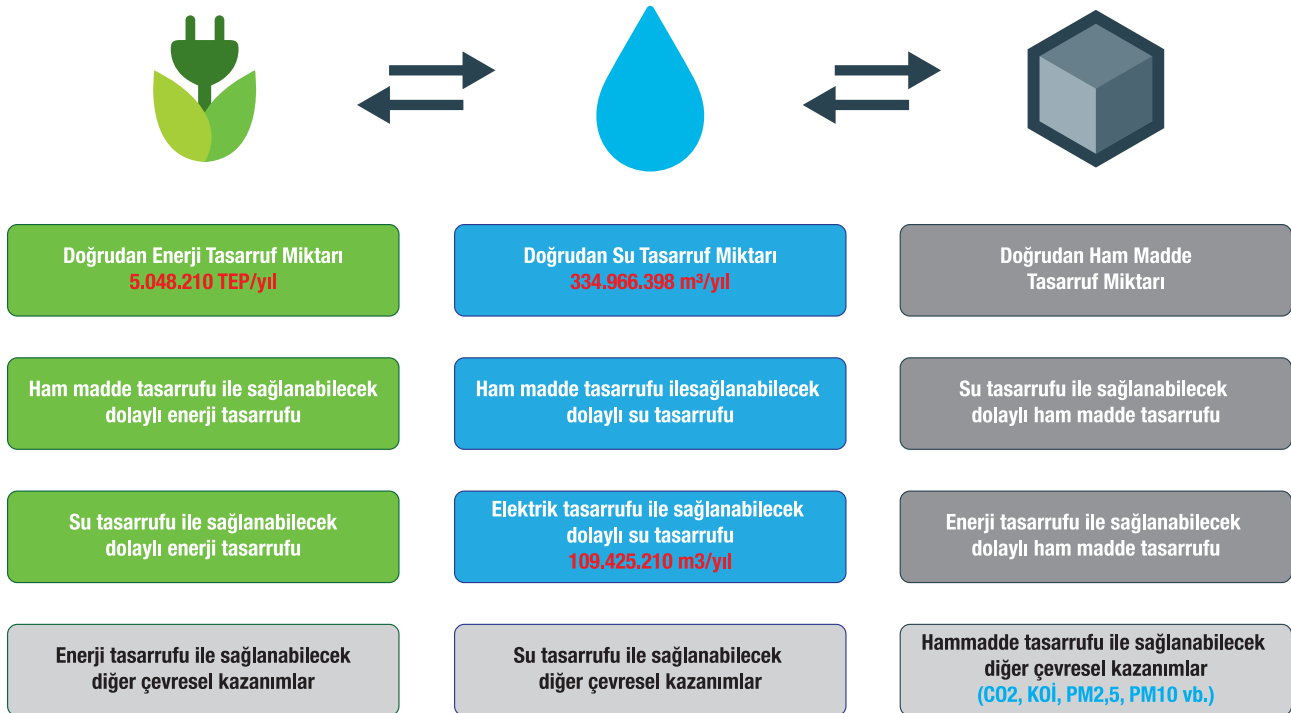 Doğrudan Enerji Tasarruf Miktarı
5.048.210 TEP/yıl
Doğrudan Su Tasarruf Miktarı
334.966.398 m³/yıl
Doğrudan Ham Madde
Tasarruf Miktarı
Ham madde tasarrufu ile sağlanabilecek
dolaylı enerji tasarrufu
Ham madde tasarrufu ilesağlanabilecek
dolaylı su tasarrufu
Su tasarrufu ile sağlanabilecek
dolaylı ham madde tasarrufu
Su tasarrufu ile sağlanabilecek
dolaylı enerji tasarrufu
Elektrik tasarrufu ile sağlanabilecek
dolaylı su tasarrufu
109.425.210 m3/yıl
Enerji tasarrufu ile sağlanabilecek
dolaylı ham madde tasarrufu
Enerji tasarrufu ile sağlanabilecek
diğer çevresel kazanımlar
Su tasarrufu ile sağlanabilecek
diğer çevresel kazanımlar
Hammadde tasarrufu ile sağlanabilecek
diğer çevresel kazanımlar
(CO2, KOİ, PM2,5, PM10 vb.)